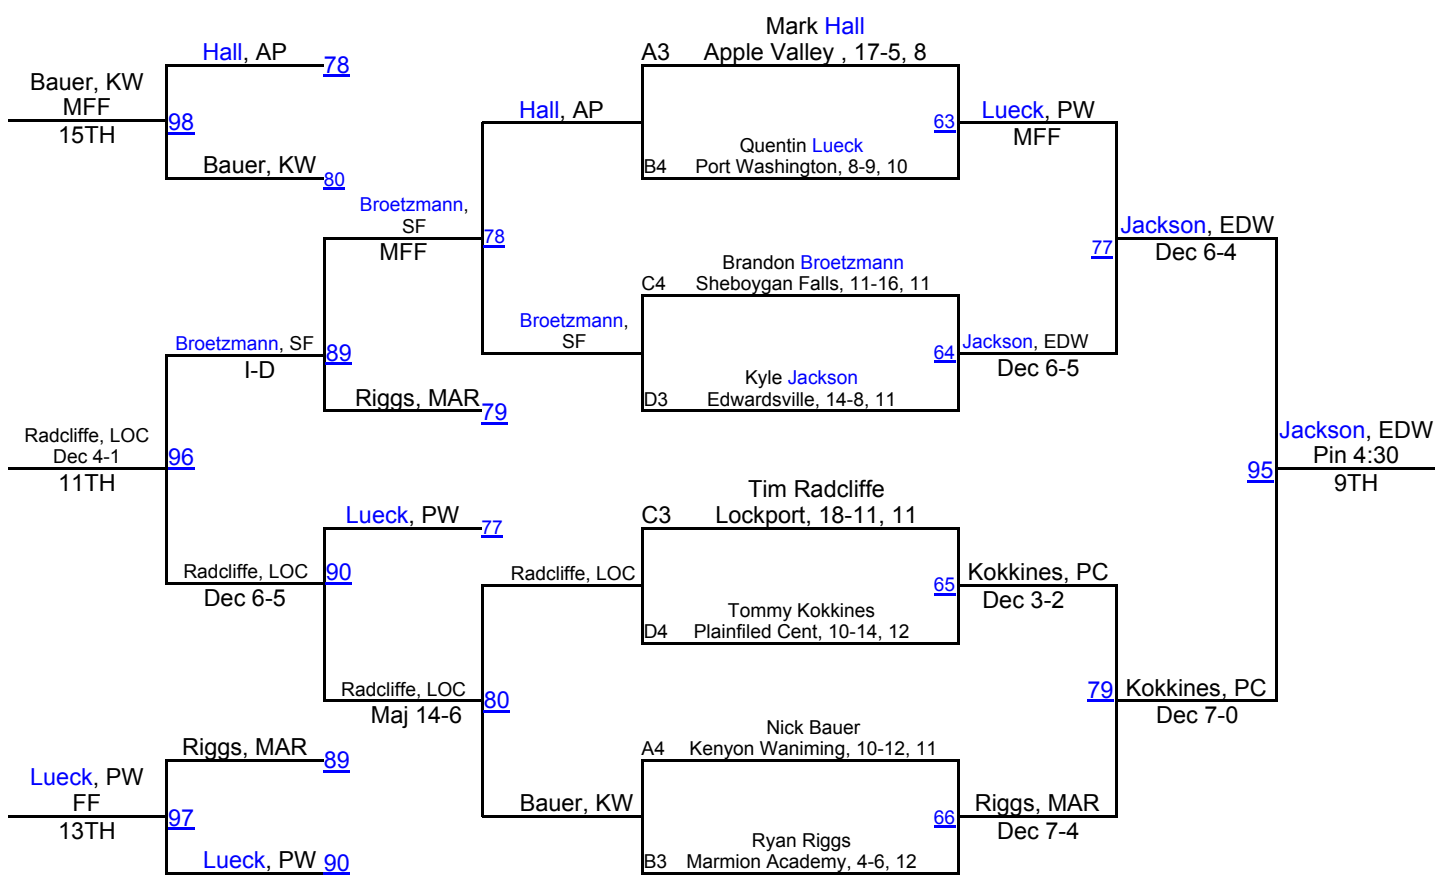 Mark Hall
Hall, AP
A3 Apple Valley , 17-5, 8
78
Bauer, KW
MFF
15TH
98
Hall, AP
63
Lueck, PW
MFF
Quentin Lueck
B4 Port Washington, 8-9, 10
Bauer, KW
80
Broetzmann,
SF
MFF
78
Jackson, EDW
Dec 6-4
77
Brandon Broetzmann
C4 Sheboygan Falls, 11-16, 11
Broetzmann,
SF
Broetzmann, SF
I-D
89
64
Jackson, EDW
Dec 6-5
Kyle Jackson
D3 Edwardsville, 14-8, 11
Riggs, MAR
79
Radcliffe, LOC
Dec 4-1
11TH
96
Jackson, EDW
Pin 4:30
9TH
95
Tim Radcliffe
C3 Lockport, 18-11, 11
Lueck, PW
77
Radcliffe, LOC
Dec 6-5
90
Radcliffe, LOC
65
Kokkines, PC
Dec 3-2
Tommy Kokkines
D4 Plainfiled Cent, 10-14, 12
Radcliffe, LOC
Maj 14-6
80
79
Kokkines, PC
Dec 7-0
Nick Bauer
A4 Kenyon Waniming, 10-12, 11
Riggs, MAR
89
Lueck, PW
FF
13TH
97
Bauer, KW
66
Riggs, MAR
Dec 7-4
Ryan Riggs
B3 Marmion Academy, 4-6, 12
Lueck, PW
90